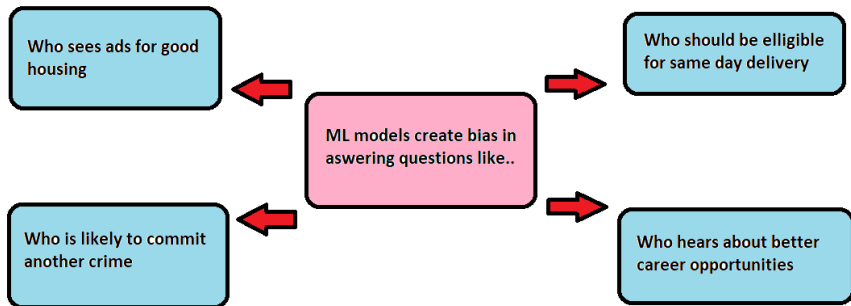 Who sees ads for good
housing
Who should be elligible
for same day delivery
ML models create bias in
aswering questions like..
Who is likely to commit
another crime
Who hears about better
career opportunities